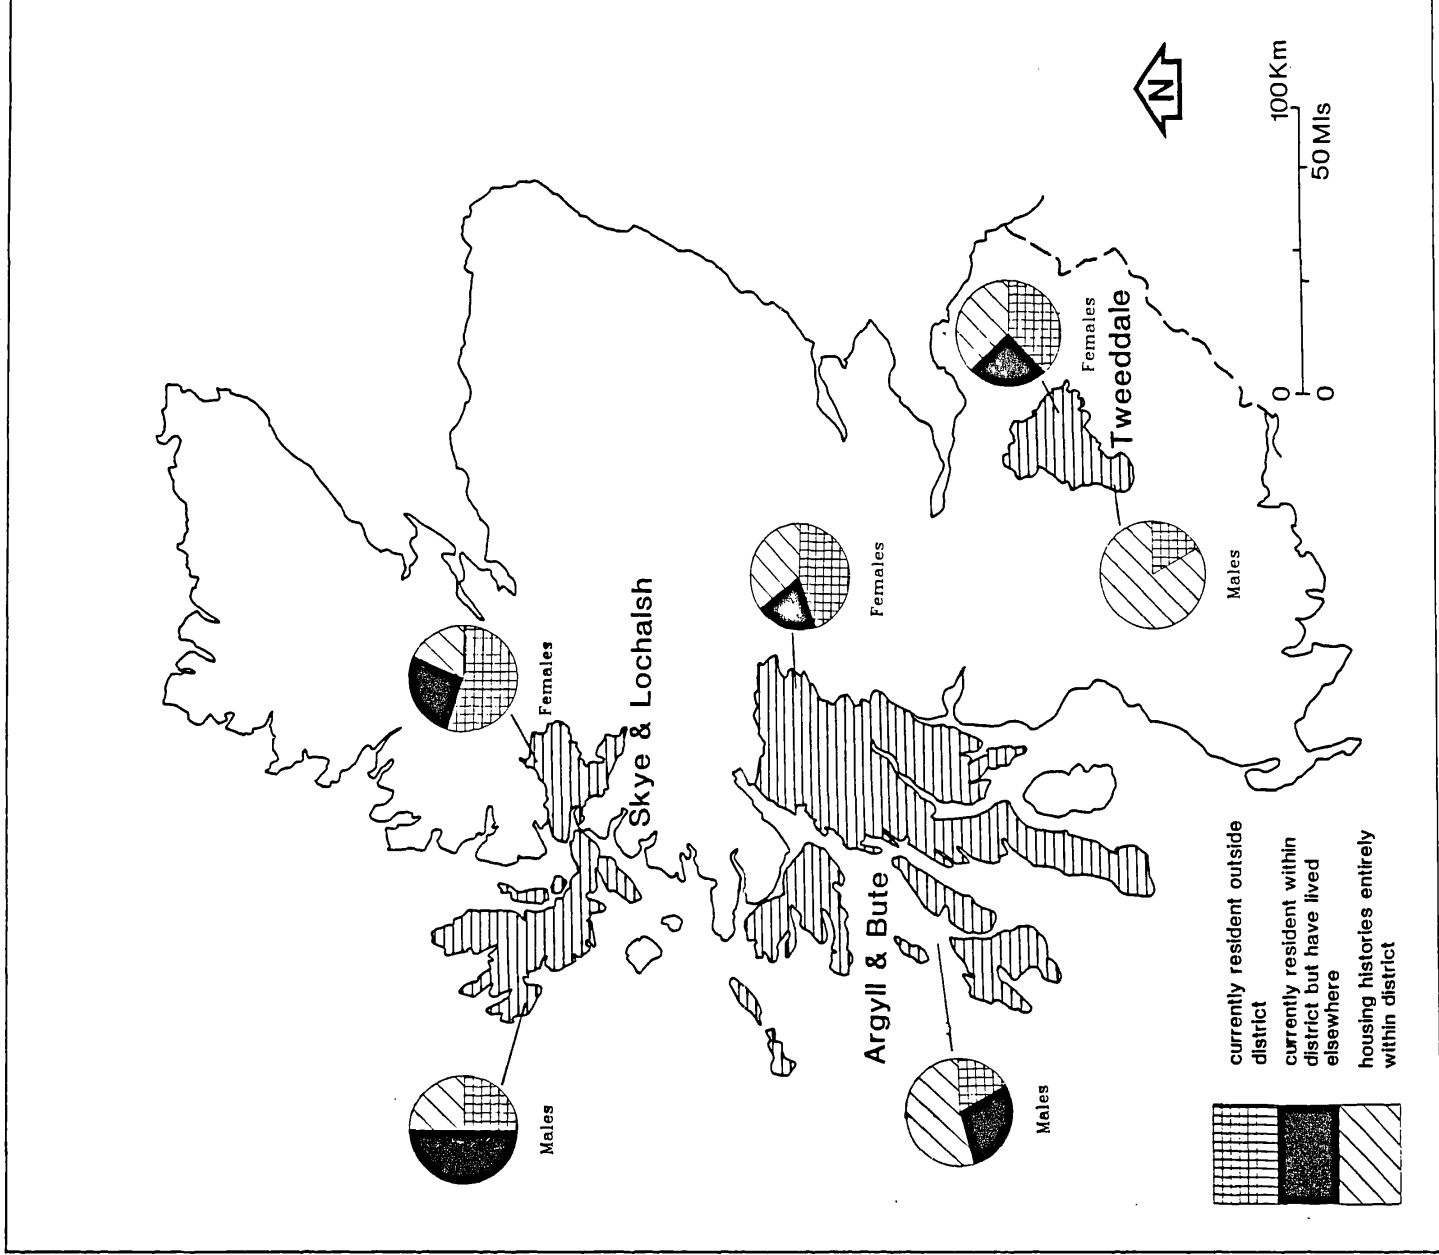 Skye & Lochalsh
Females
Males
Argyll & Bute
Females
Males
Tweeddale
Females
Males
N
0
100Km
0
50Mls
currently resident outside
district
currently resident within
district but have lived
elsewhere
housing histories entirely
within district